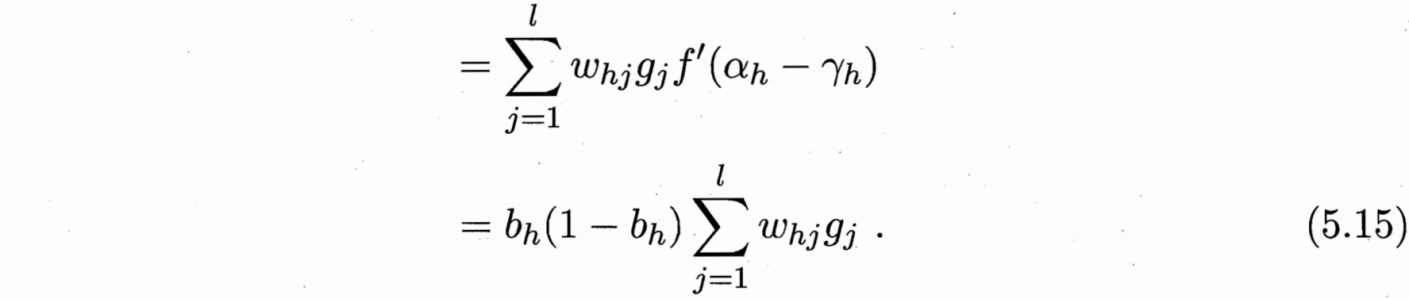 = \sum_{j=1}^{l} w_{hj} g_j f'(\alpha_h - \gamma_h)
= b_h(1 - b_h) \sum_{j=1}^{l} w_{hj} g_j . (5.15)